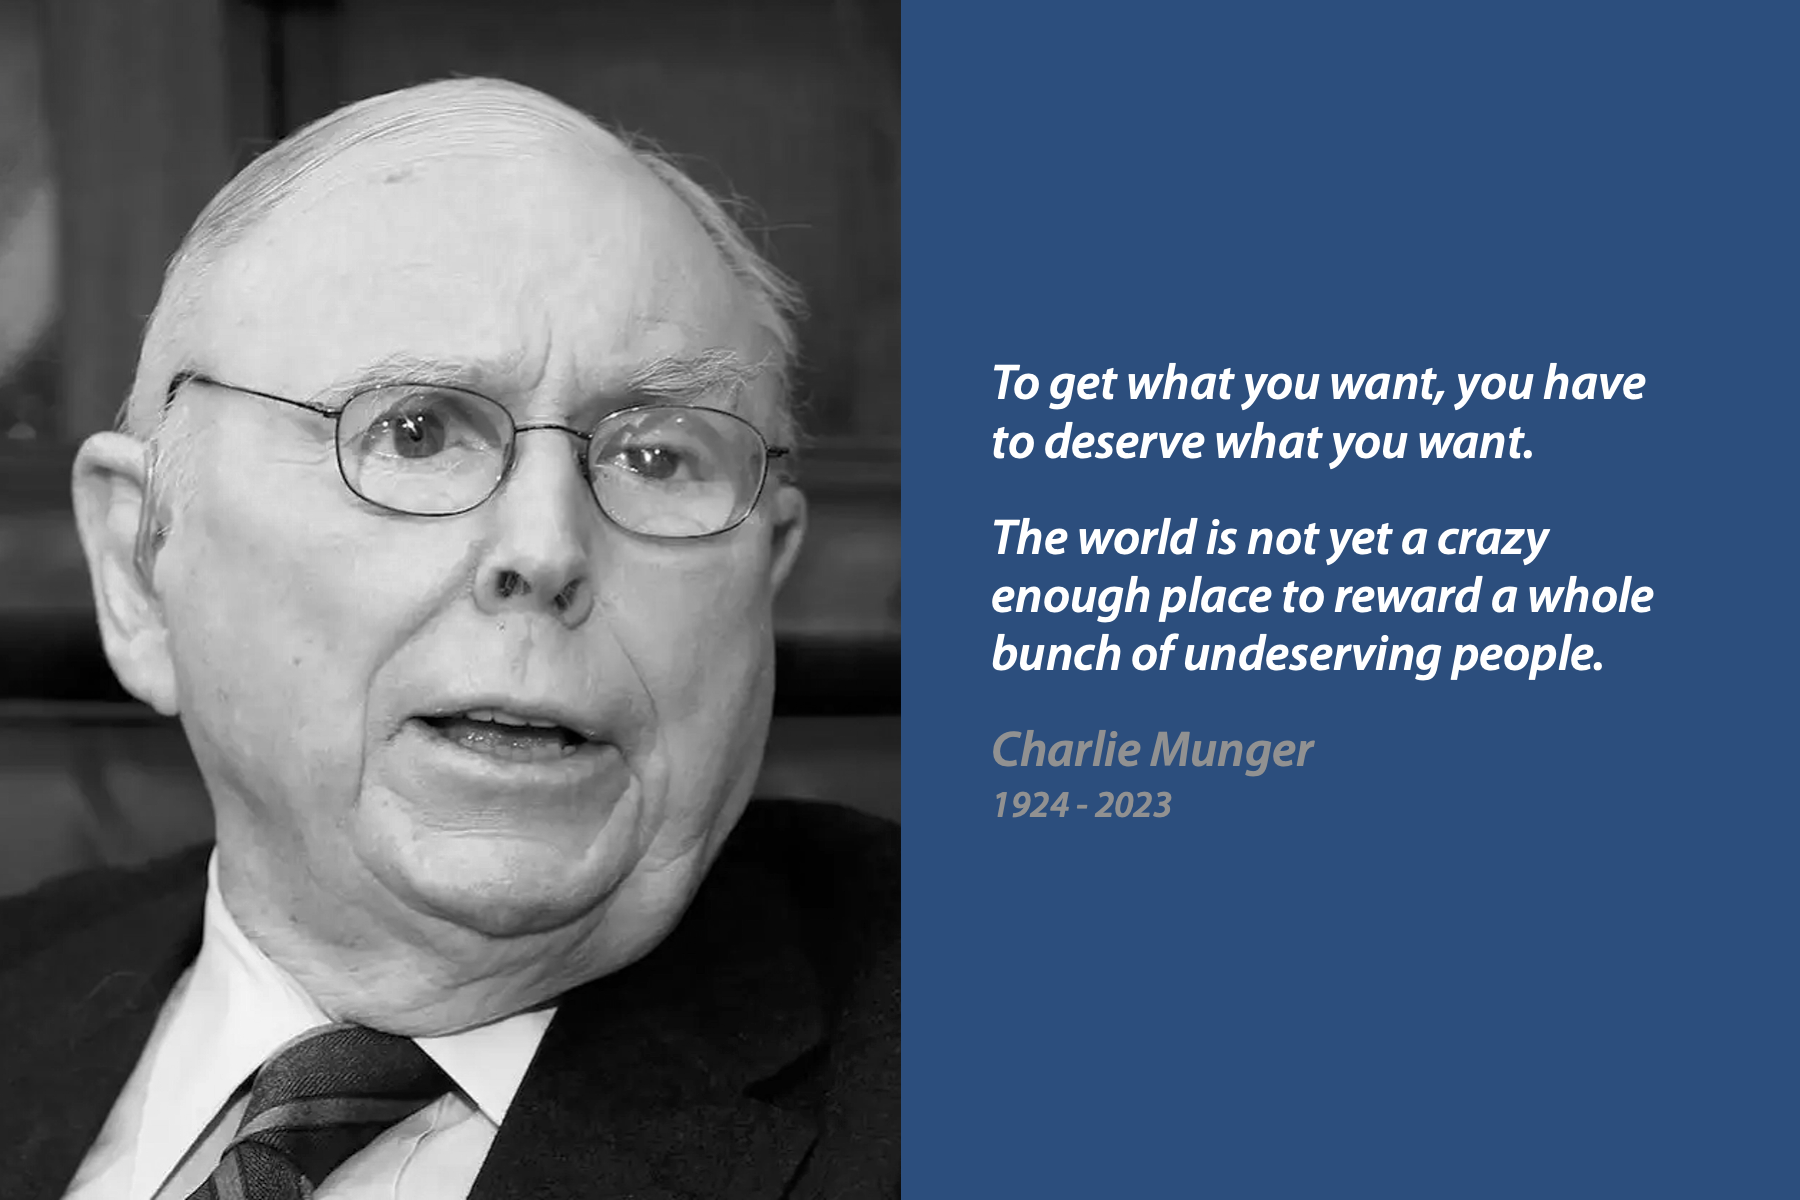 To get what you want, you have
to deserve what you want.
The world is not yet a crazy
enough place to reward a whole
bunch of undeserving people.
Charlie Munger
1924 - 2023